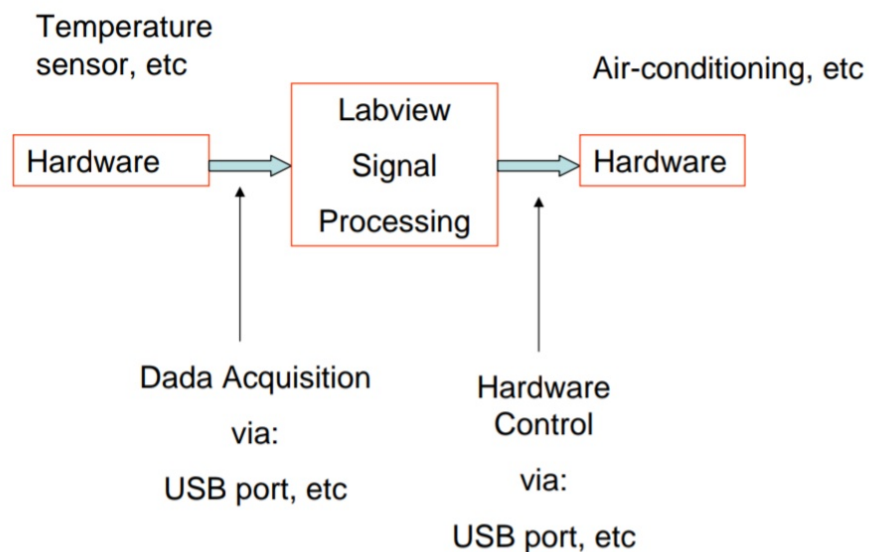 Temperature
sensor, etc
Air-conditioning, etc
Hardware
Labview
Signal
Processing
Hardware
Dada Acquisition
via:
USB port, etc
Hardware
Control
via:
USB port, etc